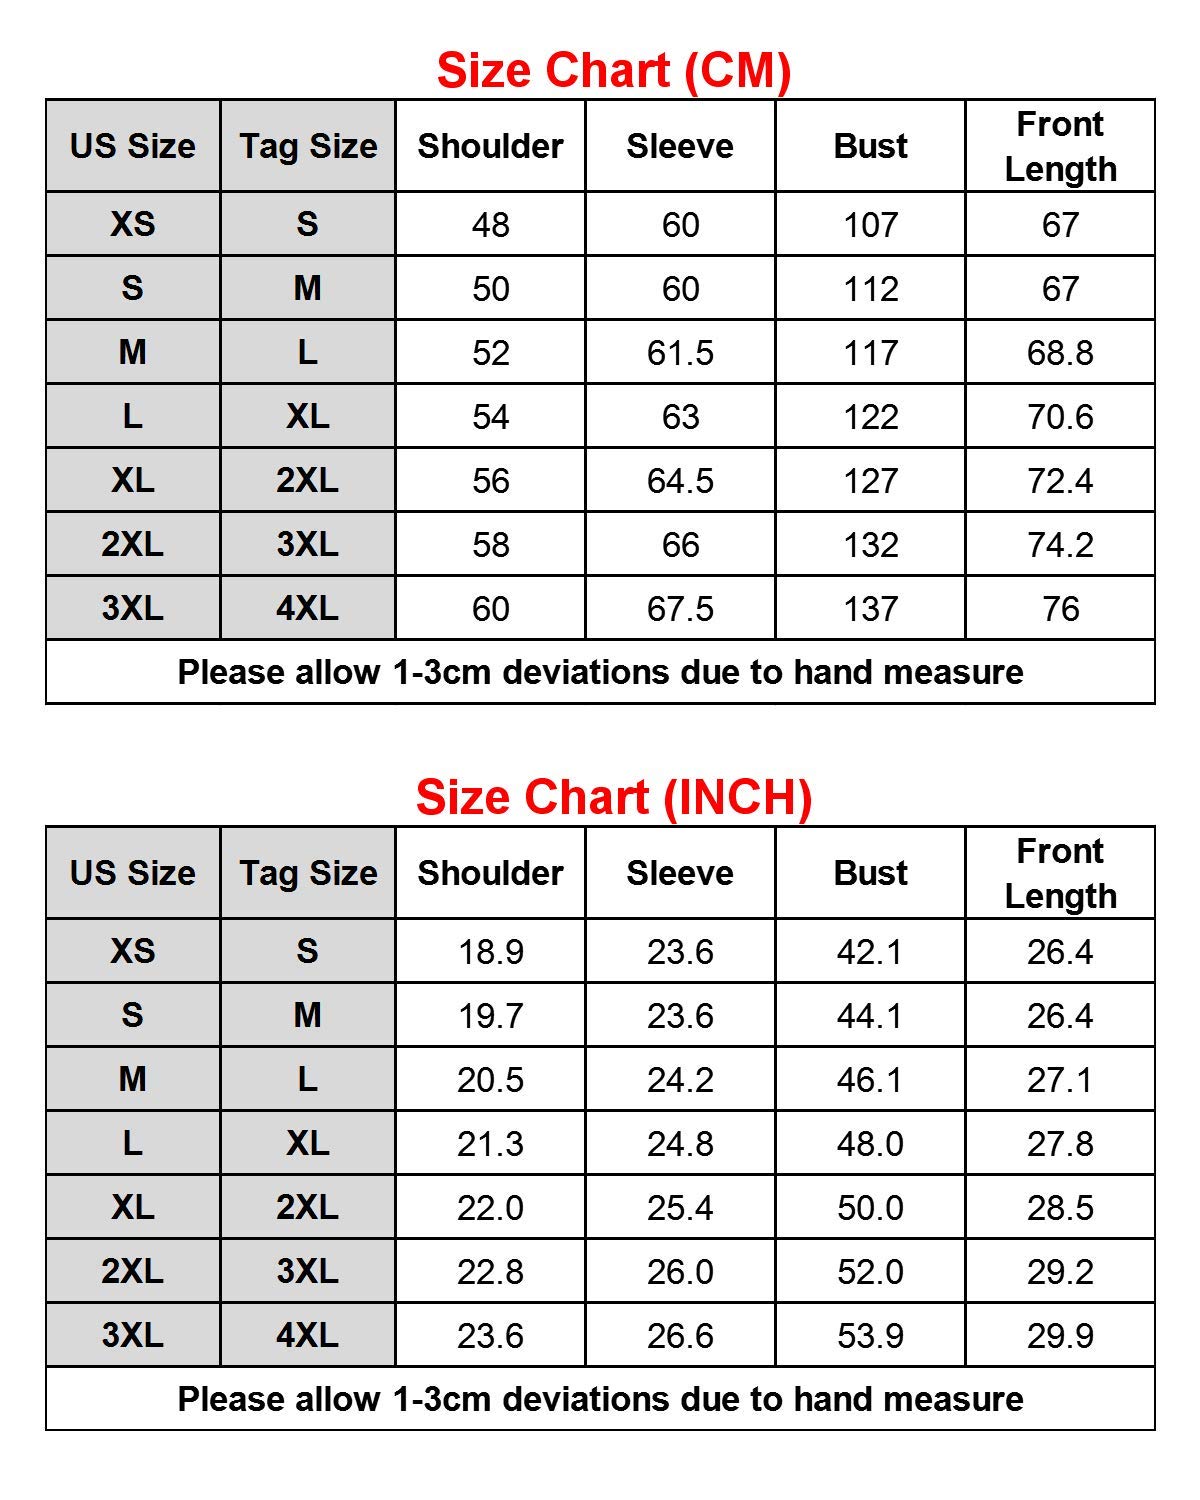 Size Chart (CM)
US Size Tag Size Shoulder Sleeve Bust Front Length
XS S 48 60 107 67
S M 50 60 112 67
M L 52 61.5 117 68.8
L XL 54 63 122 70.6
XL 2XL 56 64.5 127 72.4
2XL 3XL 58 66 132 74.2
3XL 4XL 60 67.5 137 76
Please allow 1-3cm deviations due to hand measure
Size Chart (INCH)
US Size Tag Size Shoulder Sleeve Bust Front Length
XS S 18.9 23.6 42.1 26.4
S M 19.7 23.6 44.1 26.4
M L 20.5 24.2 46.1 27.1
L XL 21.3 24.8 48.0 27.8
XL 2XL 22.0 25.4 50.0 28.5
2XL 3XL 22.8 26.0 52.0 29.2
3XL 4XL 23.6 26.6 53.9 29.9
Please allow 1-3cm deviations due to hand measure